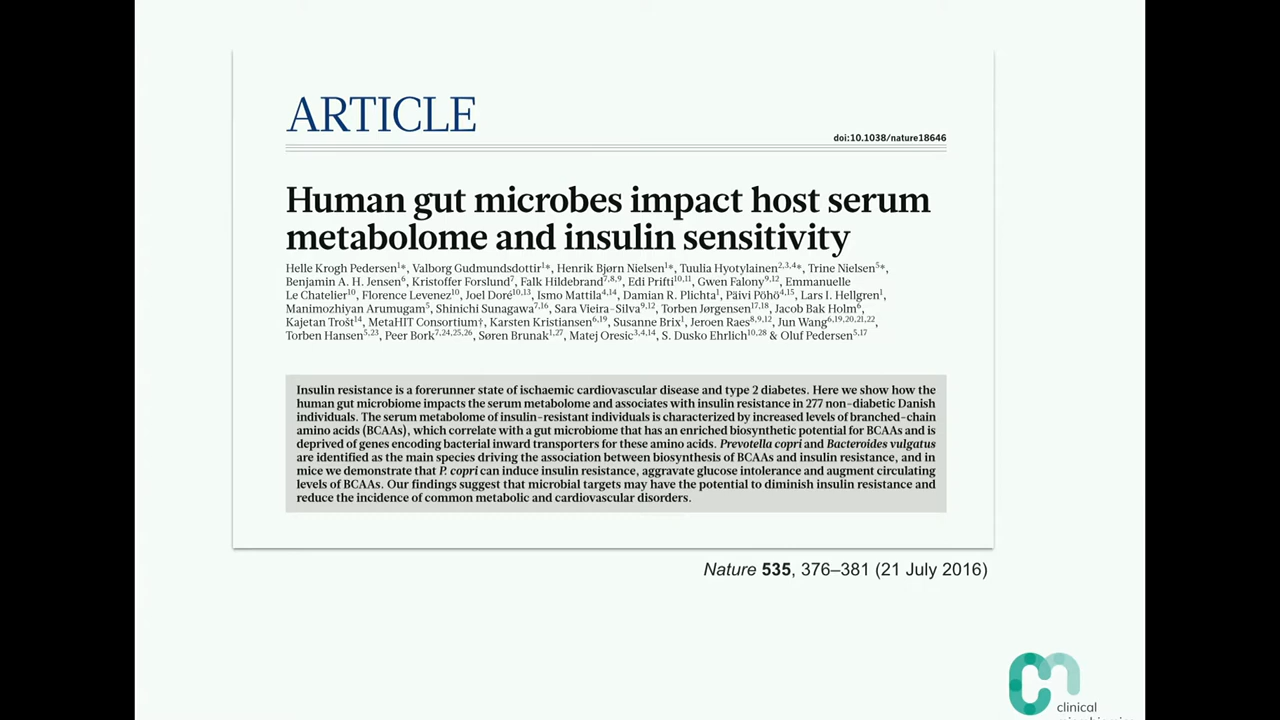 ARTICLE
doi:10.1038/nature18646
Human gut microbes impact host serum
metabolome and insulin sensitivity
Helle Krogh Pedersen1*, Valborg Gudmundsdottir1*, Henrik Bjørn Nielsen1*, Tuulia Hyotylainen2,3,4*, Trine Nielsen5*,
Benjamin A. H. Jensen6, Kristoffer Forslund7, Falk Hildebrand7,8,9, Edi Prifti10,11, Gwen Falony9,12, Emmanuelle
Le Chatelier10, Florence Levenez10, Joel Doré10,13, Ismo Mattila4,14, Damian R. Plichta1, Päivi Pöhö4,15, Lars I. Hellgren1,
Manimozhiyan Arumugam5, Shinichi Sunagawa7,16, Sara Vieira-Silva9,12, Torben Jørgensen17,18, Jacob Bak Holm6,
Kajetan Trošt14, MetaHIT Consortium†, Karsten Kristiansen6,19, Susanne Brix1, Jeroen Raes8,9,12, Jun Wang6,19,20,21,22,
Torben Hansen5,23, Peer Bork7,24,25,26, Søren Brunak1,27, Matej Oresic3,4,14, S. Dusko Ehrlich10,28 & Oluf Pedersen5,17
Insulin resistance is a forerunner state of ischaemic cardiovascular disease and type 2 diabetes. Here we show how the
human gut microbiome impacts the serum metabolome and associates with insulin resistance in 277 non-diabetic Danish
individuals. The serum metabolome of insulin-resistant individuals is characterized by increased levels of branched-chain
amino acids (BCAAs), which correlate with a gut microbiome that has an enriched biosynthetic potential for BCAAs and is
deprived of genes encoding bacterial inward transporters for these amino acids. Prevotella copri and Bacteroides vulgatus
are identified as the main species driving the association between biosynthesis of BCAAs and insulin resistance, and in
mice we demonstrate that P. copri can induce insulin resistance, aggravate glucose intolerance and augment circulating
levels of BCAAs. Our findings suggest that microbial targets may have the potential to diminish insulin resistance and
reduce the incidence of common metabolic and cardiovascular disorders.
Nature 535, 376–381 (21 July 2016)
clinical